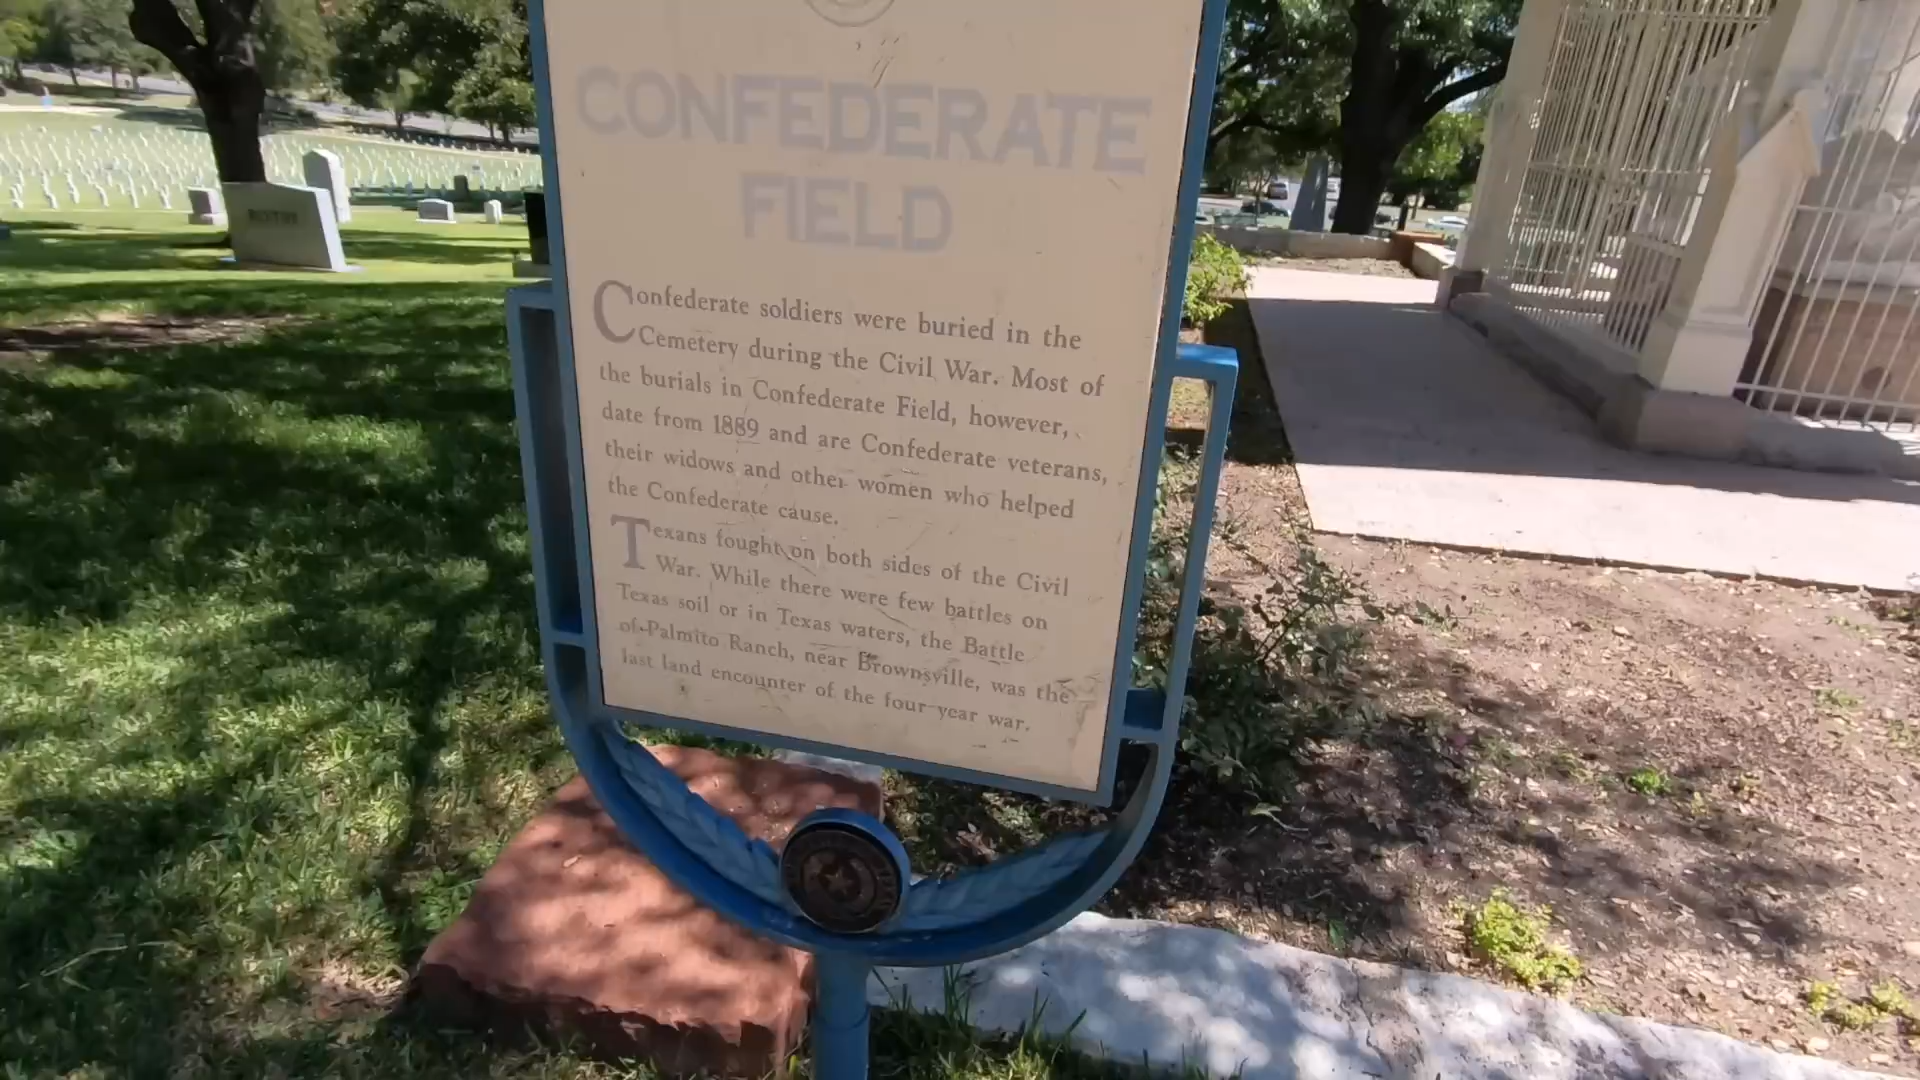 CONFEDERATE
FIELD
Confederate soldiers were buried in the
Cemetery during the Civil War. Most of
the burials in Confederate Field, however,
date from 1889 and are Confederate veterans,
their widows and other women who helped
the Confederate cause.
Texans fought on both sides of the Civil
War. While there were few battles on
Texas soil or in Texas waters, the Battle
of Palmito Ranch, near Brownsville, was the
last land encounter of the four-year war.